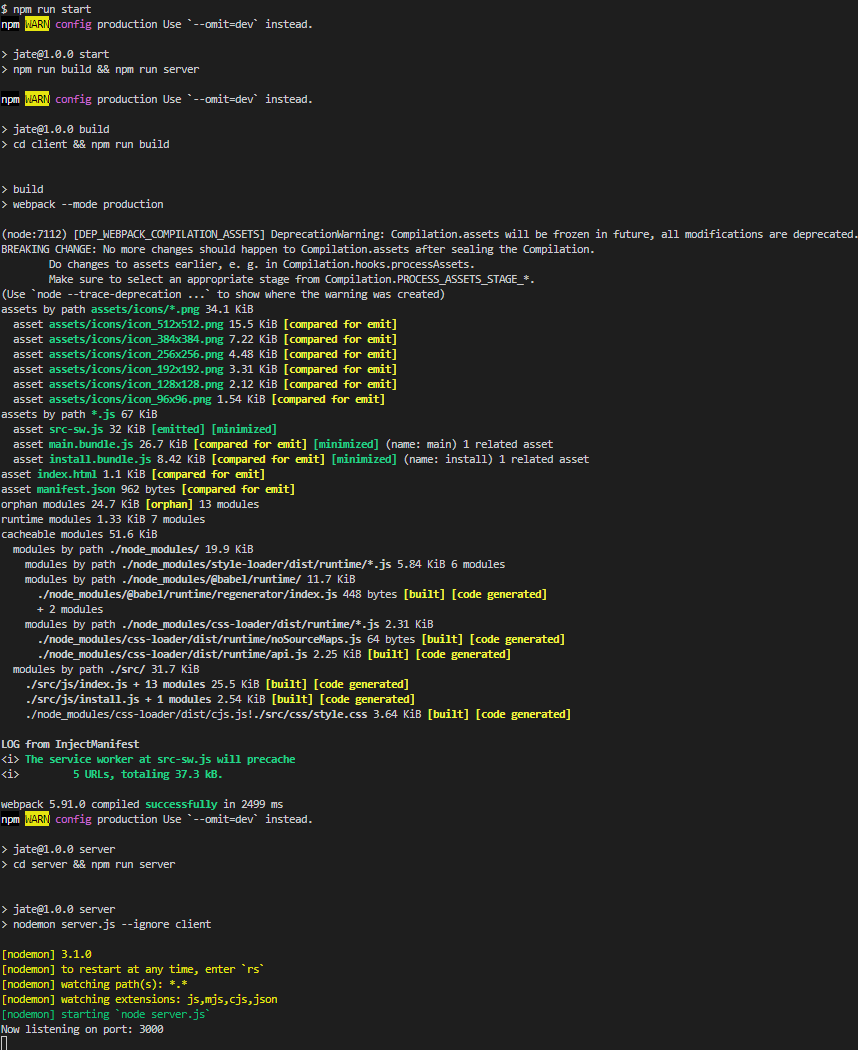 $ npm run start
npm WARN config production Use `--omit=dev` instead.
> jate@1.0.0 start
> npm run build && npm run server
npm WARN config production Use `--omit=dev` instead.
> jate@1.0.0 build
> cd client && npm run build
> build
> webpack --mode production
(node:7112) [DEP_WEBPACK_COMPILATION_ASSETS] DeprecationWarning: Compilation.assets will be frozen in future, all modifications are deprecated.
BREAKING CHANGE: No more changes should happen to Compilation.assets after sealing the Compilation.
        Do changes to assets earlier, e. g. in Compilation.hooks.processAssets.
        Make sure to select an appropriate stage from Compilation.PROCESS_ASSETS_STAGE_*.
(Use `node --trace-deprecation ...` to show where the warning was created)
assets by path assets/icons/*.png 34.1 KiB
  asset assets/icons/icon_512x512.png 15.5 KiB [compared for emit]
  asset assets/icons/icon_384x384.png 7.22 KiB [compared for emit]
  asset assets/icons/icon_256x256.png 4.48 KiB [compared for emit]
  asset assets/icons/icon_192x192.png 3.31 KiB [compared for emit]
  asset assets/icons/icon_128x128.png 2.12 KiB [compared for emit]
  asset assets/icons/icon_96x96.png 1.54 KiB [compared for emit]
assets by path *.js 67 KiB
  asset src-sw.js 32 KiB [emitted] [minimized]
  asset main.bundle.js 26.7 KiB [compared for emit] [minimized] (name: main) 1 related asset
  asset install.bundle.js 8.42 KiB [compared for emit] [minimized] (name: install) 1 related asset
asset index.html 1.1 KiB [compared for emit]
asset manifest.json 962 bytes [compared for emit]
orphan modules 24.7 KiB [orphan] 13 modules
runtime modules 1.33 KiB 7 modules
cacheable modules 51.6 KiB
  modules by path ./node_modules/ 19.9 KiB
    modules by path ./node_modules/style-loader/dist/runtime/*.js 5.84 KiB 6 modules
    modules by path ./node_modules/@babel/runtime/ 11.7 KiB
      ./node_modules/@babel/runtime/regenerator/index.js 448 bytes [built] [code generated]
      + 2 modules
    modules by path ./node_modules/css-loader/dist/runtime/*.js 2.31 KiB
      ./node_modules/css-loader/dist/runtime/noSourceMaps.js 64 bytes [built] [code generated]
      ./node_modules/css-loader/dist/runtime/api.js 2.25 KiB [built] [code generated]
  modules by path ./src/ 31.7 KiB
    ./src/js/index.js + 13 modules 25.5 KiB [built] [code generated]
    ./src/js/install.js + 1 modules 2.54 KiB [built] [code generated]
    ./node_modules/css-loader/dist/cjs.js!./src/css/style.css 3.64 KiB [built] [code generated]
LOG from InjectManifest
<i> The service worker at src-sw.js will precache
<i>         5 URLs, totaling 37.3 kB.
webpack 5.91.0 compiled successfully in 2499 ms
npm WARN config production Use `--omit=dev` instead.
> jate@1.0.0 server
> cd server && npm run server
> jate@1.0.0 server
> nodemon server.js --ignore client
[nodemon] 3.1.0
[nodemon] to restart at any time, enter `rs`
[nodemon] watching path(s): *.*
[nodemon] watching extensions: js,mjs,cjs,json
[nodemon] starting `node server.js`
Now listening on port: 3000